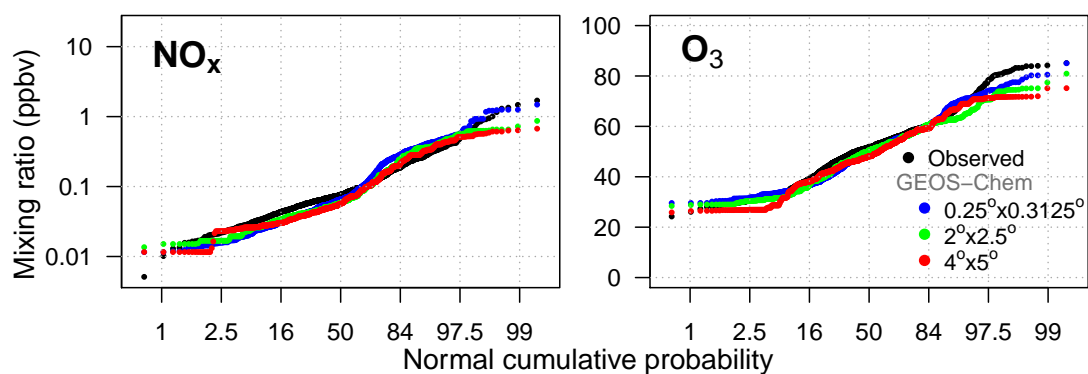 Mixing ratio (ppbv)
NOx
10
1
0.1
0.01
1 2.5 16 50 84 97.5 99
O3
100
80
60
40
20
0
Observed
GEOS−Chem
0.25ox0.3125o
2ox2.5o
4ox5o
1 2.5 16 50 84 97.5 99
Normal cumulative probability